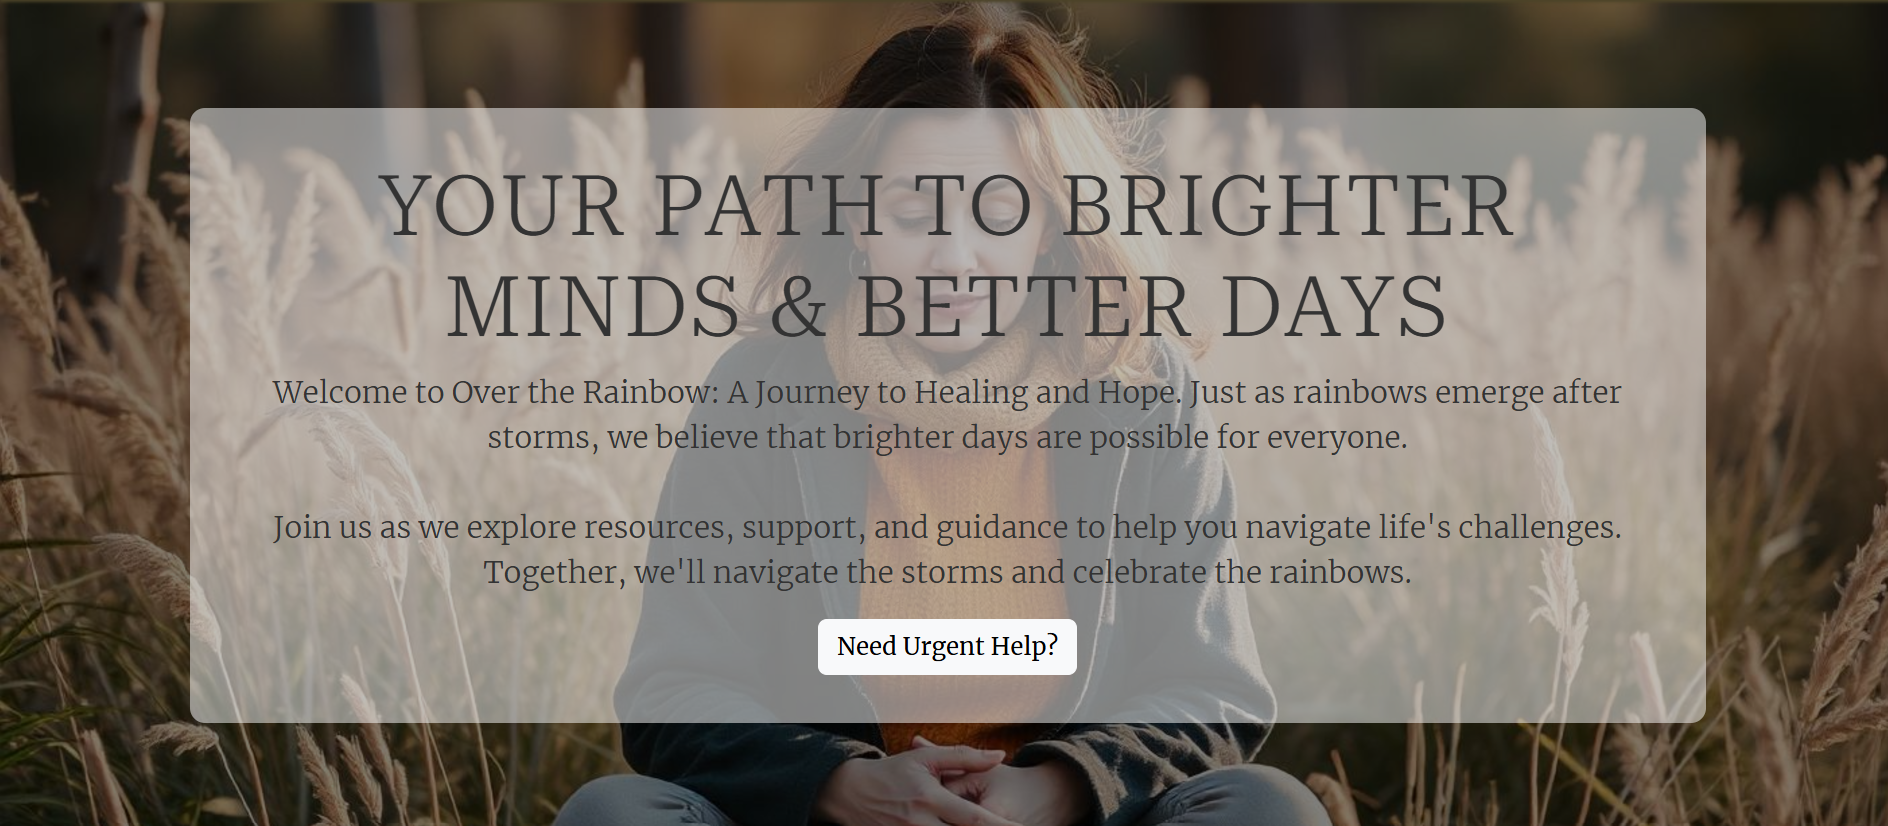 YOUR PATH TO BRIGHTER
MINDS & BETTER DAYS
Welcome to Over the Rainbow: A Journey to Healing and Hope. Just as rainbows emerge after
storms, we believe that brighter days are possible for everyone.
Join us as we explore resources, support, and guidance to help you navigate life's challenges.
Together, we'll navigate the storms and celebrate the rainbows.
Need Urgent Help?